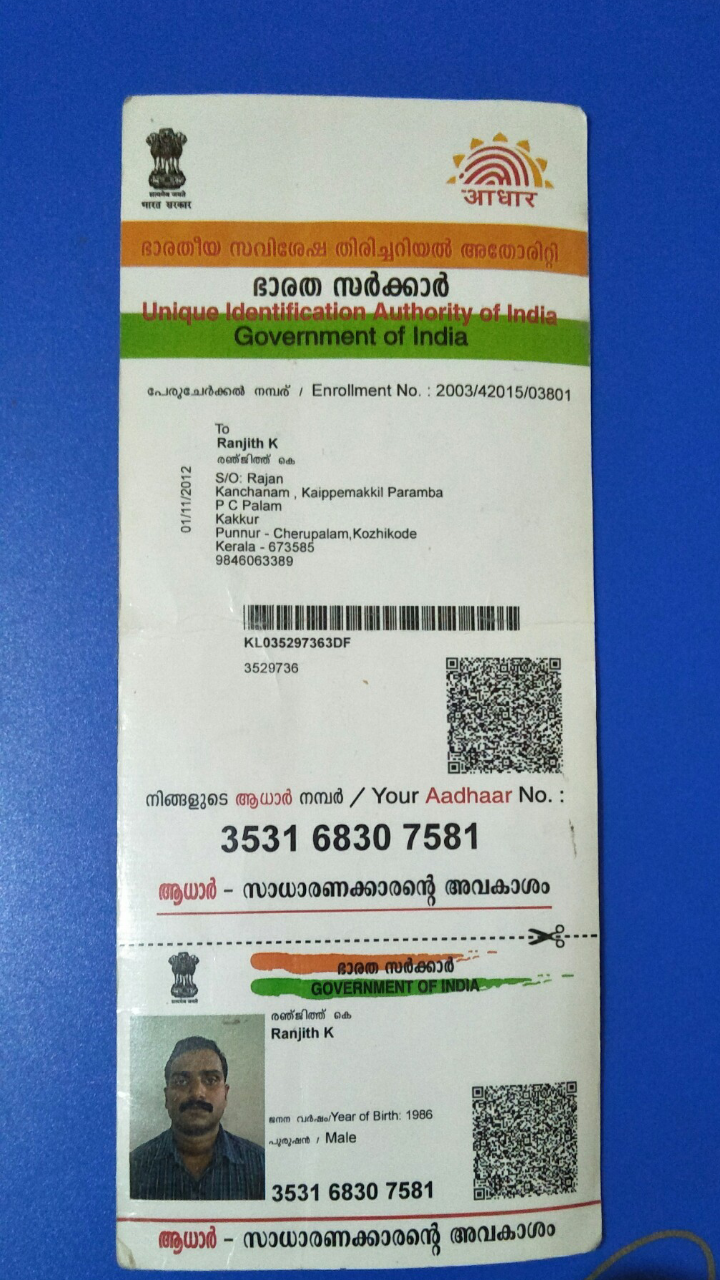 सत्यमेव जयते
भारत सरकार
आधार
ഭാരതീയ സവിശേഷ തിരിച്ചറിയൽ അതോരിറ്റി
ഭാരത സർക്കാർ
Unique Identification Authority of India
Government of India
പേരുചേർക്കൽ നമ്പര് / Enrollment No. : 2003/42015/03801
To
Ranjith K
രഞ്ജിത്ത് കെ
S/O: Rajan
Kanchanam , Kaippemakkil Paramba
P C Palam
Kakkur
Punnur - Cherupalam,Kozhikode
Kerala - 673585
9846063389
01/11/2012
KL035297363DF
3529736
നിങ്ങളുടെ ആധാർ നമ്പർ / Your Aadhaar No. :
3531 6830 7581
ആധാർ – സാധാരണക്കാരന്റെ അവകാശം
ഭാരത സർക്കാർ
GOVERNMENT OF INDIA
രഞ്ജിത്ത് കെ
Ranjith K
ജനന വർഷം/Year of Birth: 1986
പുരുഷൻ / Male
3531 6830 7581
ആധാർ – സാധാരണക്കാരന്റെ അവകാശം